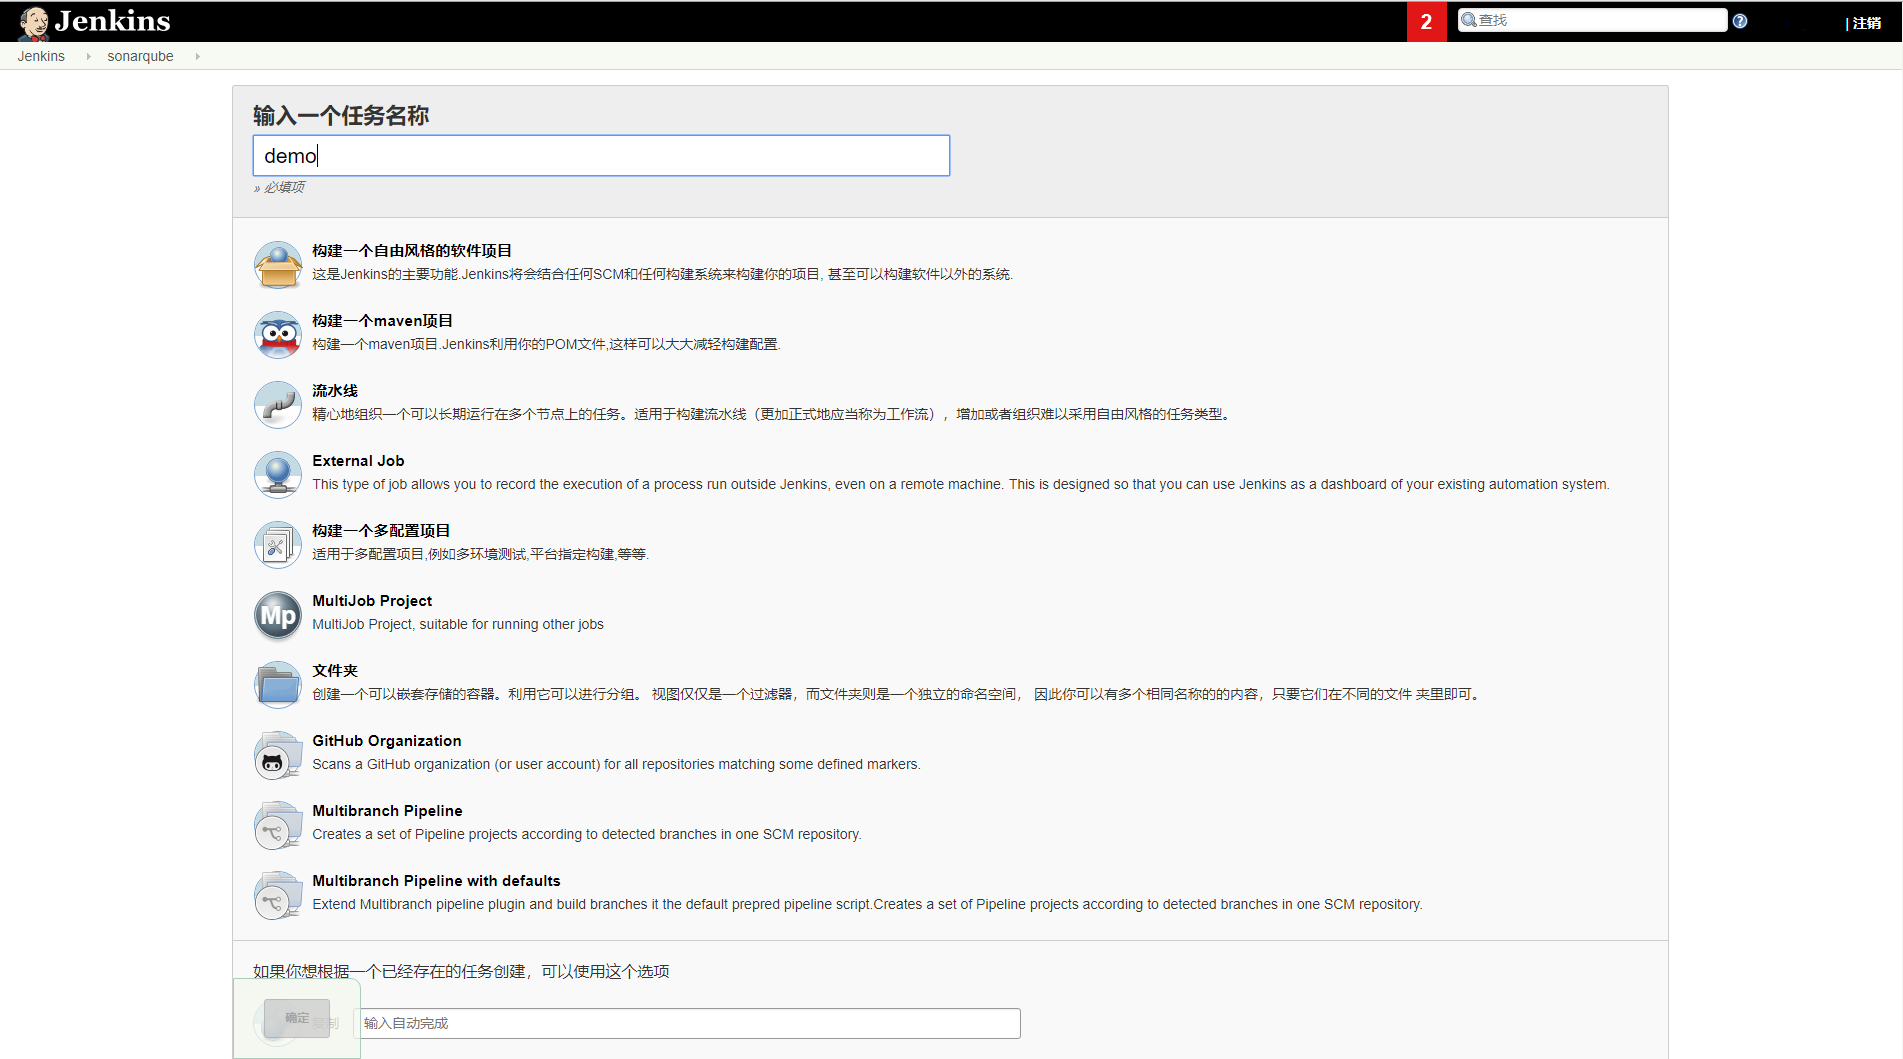 Jenkins
2
查找
| 注销
Jenkins
sonarqube
输入一个任务名称
demo
» 必填项
构建一个自由风格的软件项目
这是Jenkins的主要功能.Jenkins将会结合任何SCM和任何构建系统来构建你的项目, 甚至可以构建软件以外的系统.
构建一个maven项目
构建一个maven项目.Jenkins利用你的POM文件,这样可以大大减轻构建配置.
流水线
精心地组织一个可以长期运行在多个节点上的任务。适用于构建流水线（更加正式地应当称为工作流），增加或者组织难以采用自由风格的任务类型。
External Job
This type of job allows you to record the execution of a process run outside Jenkins, even on a remote machine. This is designed so that you can use Jenkins as a dashboard of your existing automation system.
构建一个多配置项目
适用于多配置项目,例如多环境测试,平台指定构建,等等.
Mp
MultiJob Project
MultiJob Project, suitable for running other jobs
文件夹
创建一个可以嵌套存储的容器。利用它可以进行分组。 视图仅仅是一个过滤器，而文件夹则是一个独立的命名空间， 因此你可以有多个相同名称的的内容，只要它们在不同的文件 夹里即可。
GitHub Organization
Scans a GitHub organization (or user account) for all repositories matching some defined markers.
Multibranch Pipeline
Creates a set of Pipeline projects according to detected branches in one SCM repository.
Multibranch Pipeline with defaults
Extend Multibranch pipeline plugin and build branches it the default prepred pipeline script.Creates a set of Pipeline projects according to detected branches in one SCM repository.
如果你想根据一个已经存在的任务创建，可以使用这个选项
确定
复制
输入自动完成